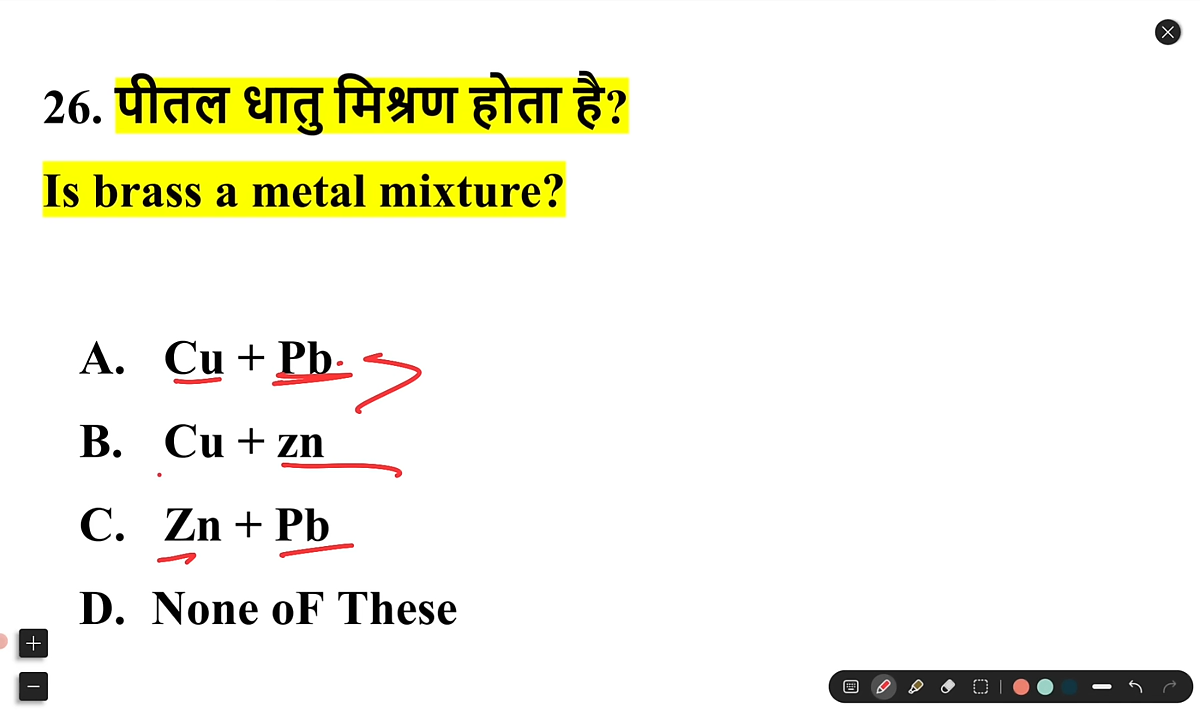 26. पीतल धातु मिश्रण होता है?
Is brass a metal mixture?
A. Cu + Pb.
B. Cu + zn
C. Zn + Pb
D. None oF These